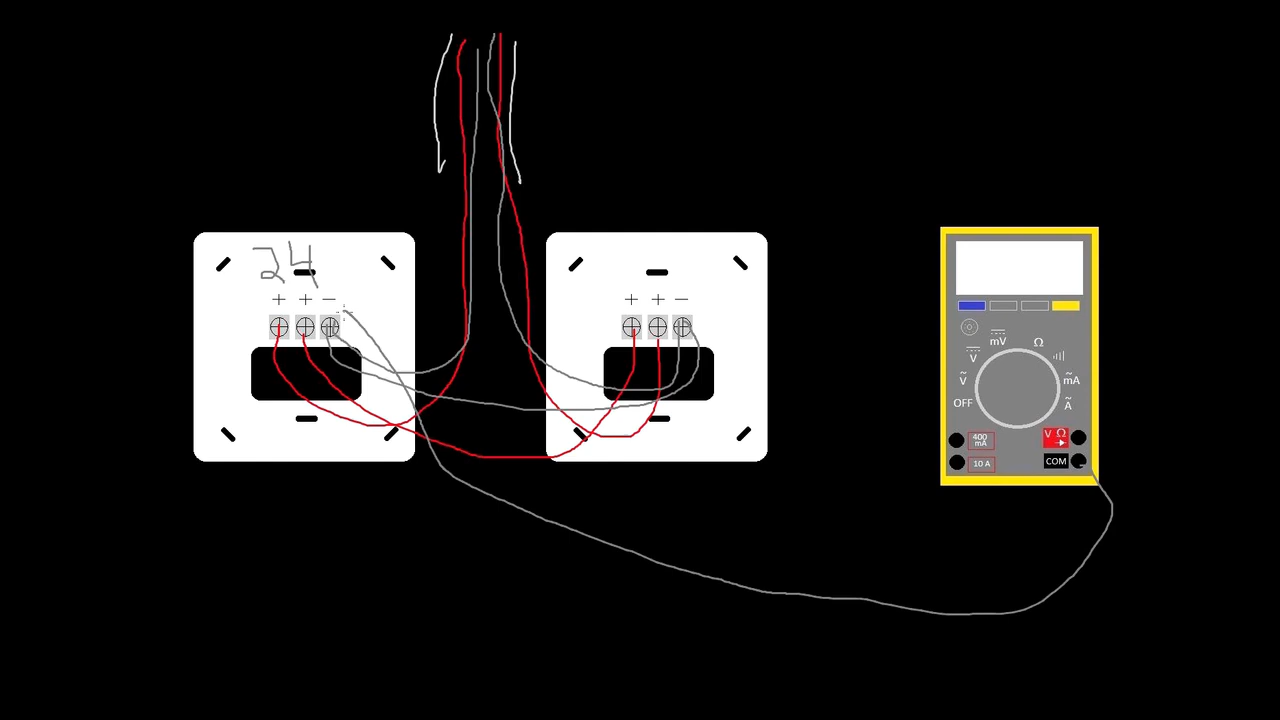 24
+ + −
+ + −
mV
Ω
V
~
V
~
mA
OFF
~
A
400
mA
V Ω
10 A
COM